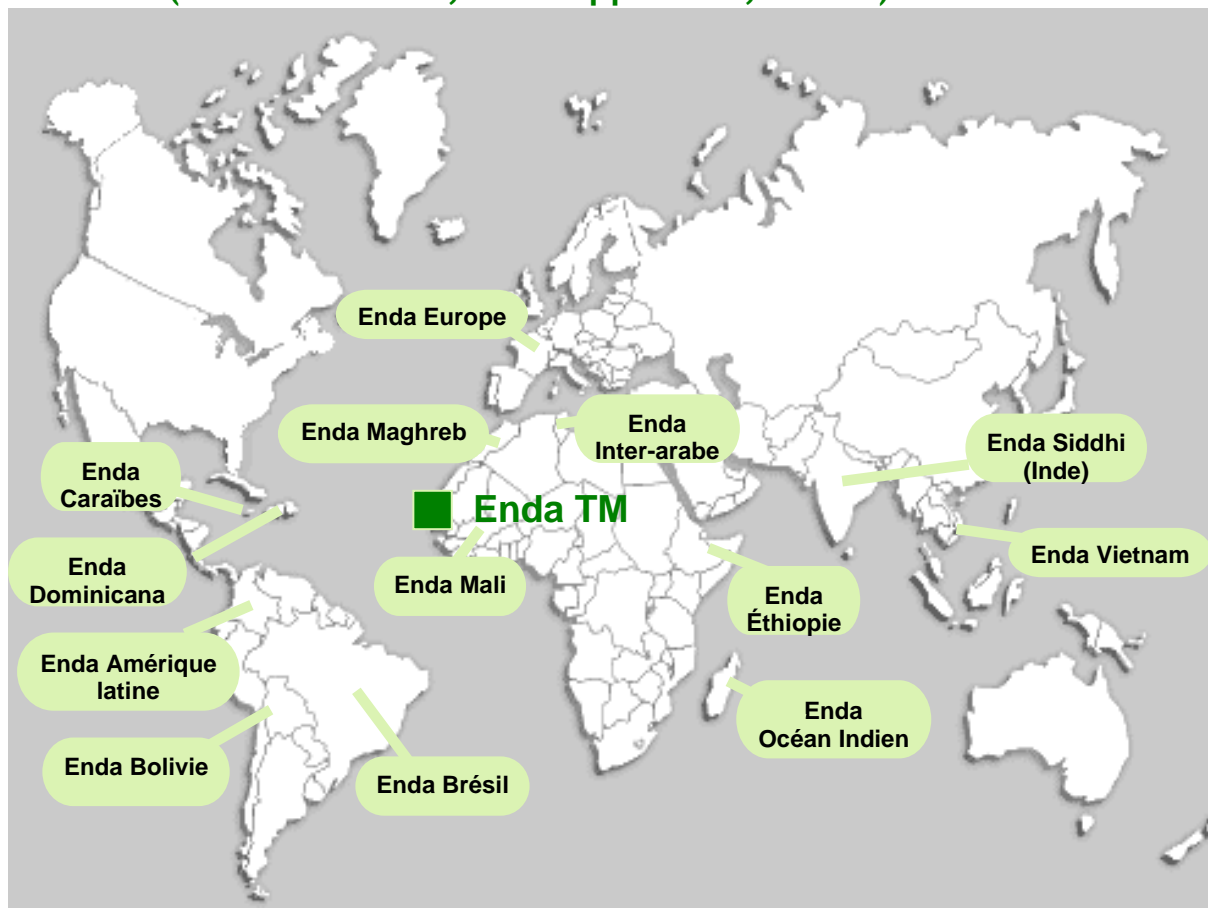 Enda Europe
Enda Maghreb
Enda
Inter-arabe
Enda Siddhi
(Inde)
Enda
Caraïbes
Enda TM
Enda
Dominicana
Enda Mali
Enda Vietnam
Enda
Éthiopie
Enda Amérique
latine
Enda
Océan Indien
Enda Bolivie
Enda Brésil